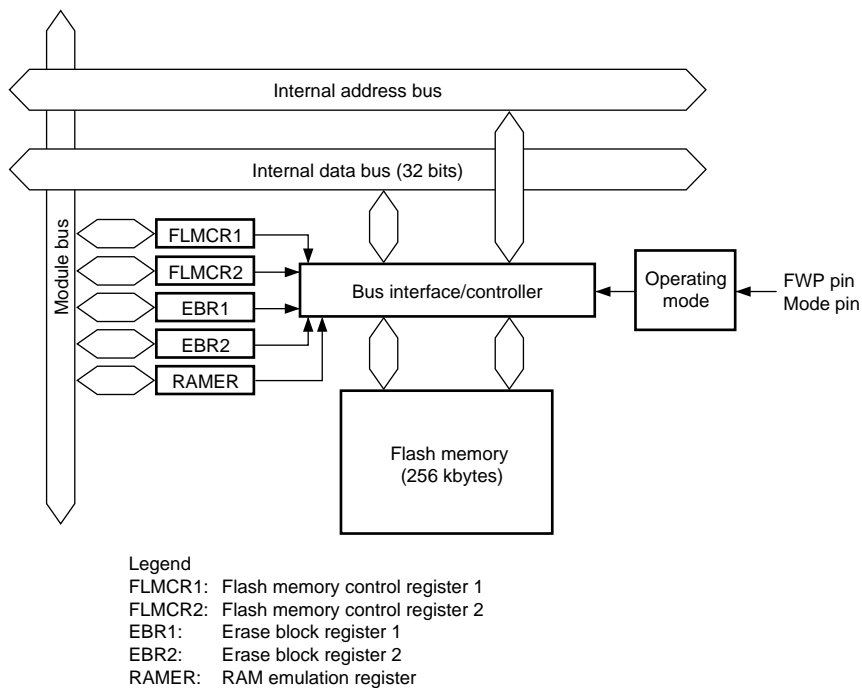 Internal address bus
Internal data bus (32 bits)
Module bus
FLMCR1
FLMCR2
EBR1
EBR2
RAMER
Bus interface/controller
Operating
mode
FWP pin
Mode pin
Flash memory
(256 kbytes)
Legend
FLMCR1: Flash memory control register 1
FLMCR2: Flash memory control register 2
EBR1: Erase block register 1
EBR2: Erase block register 2
RAMER: RAM emulation register